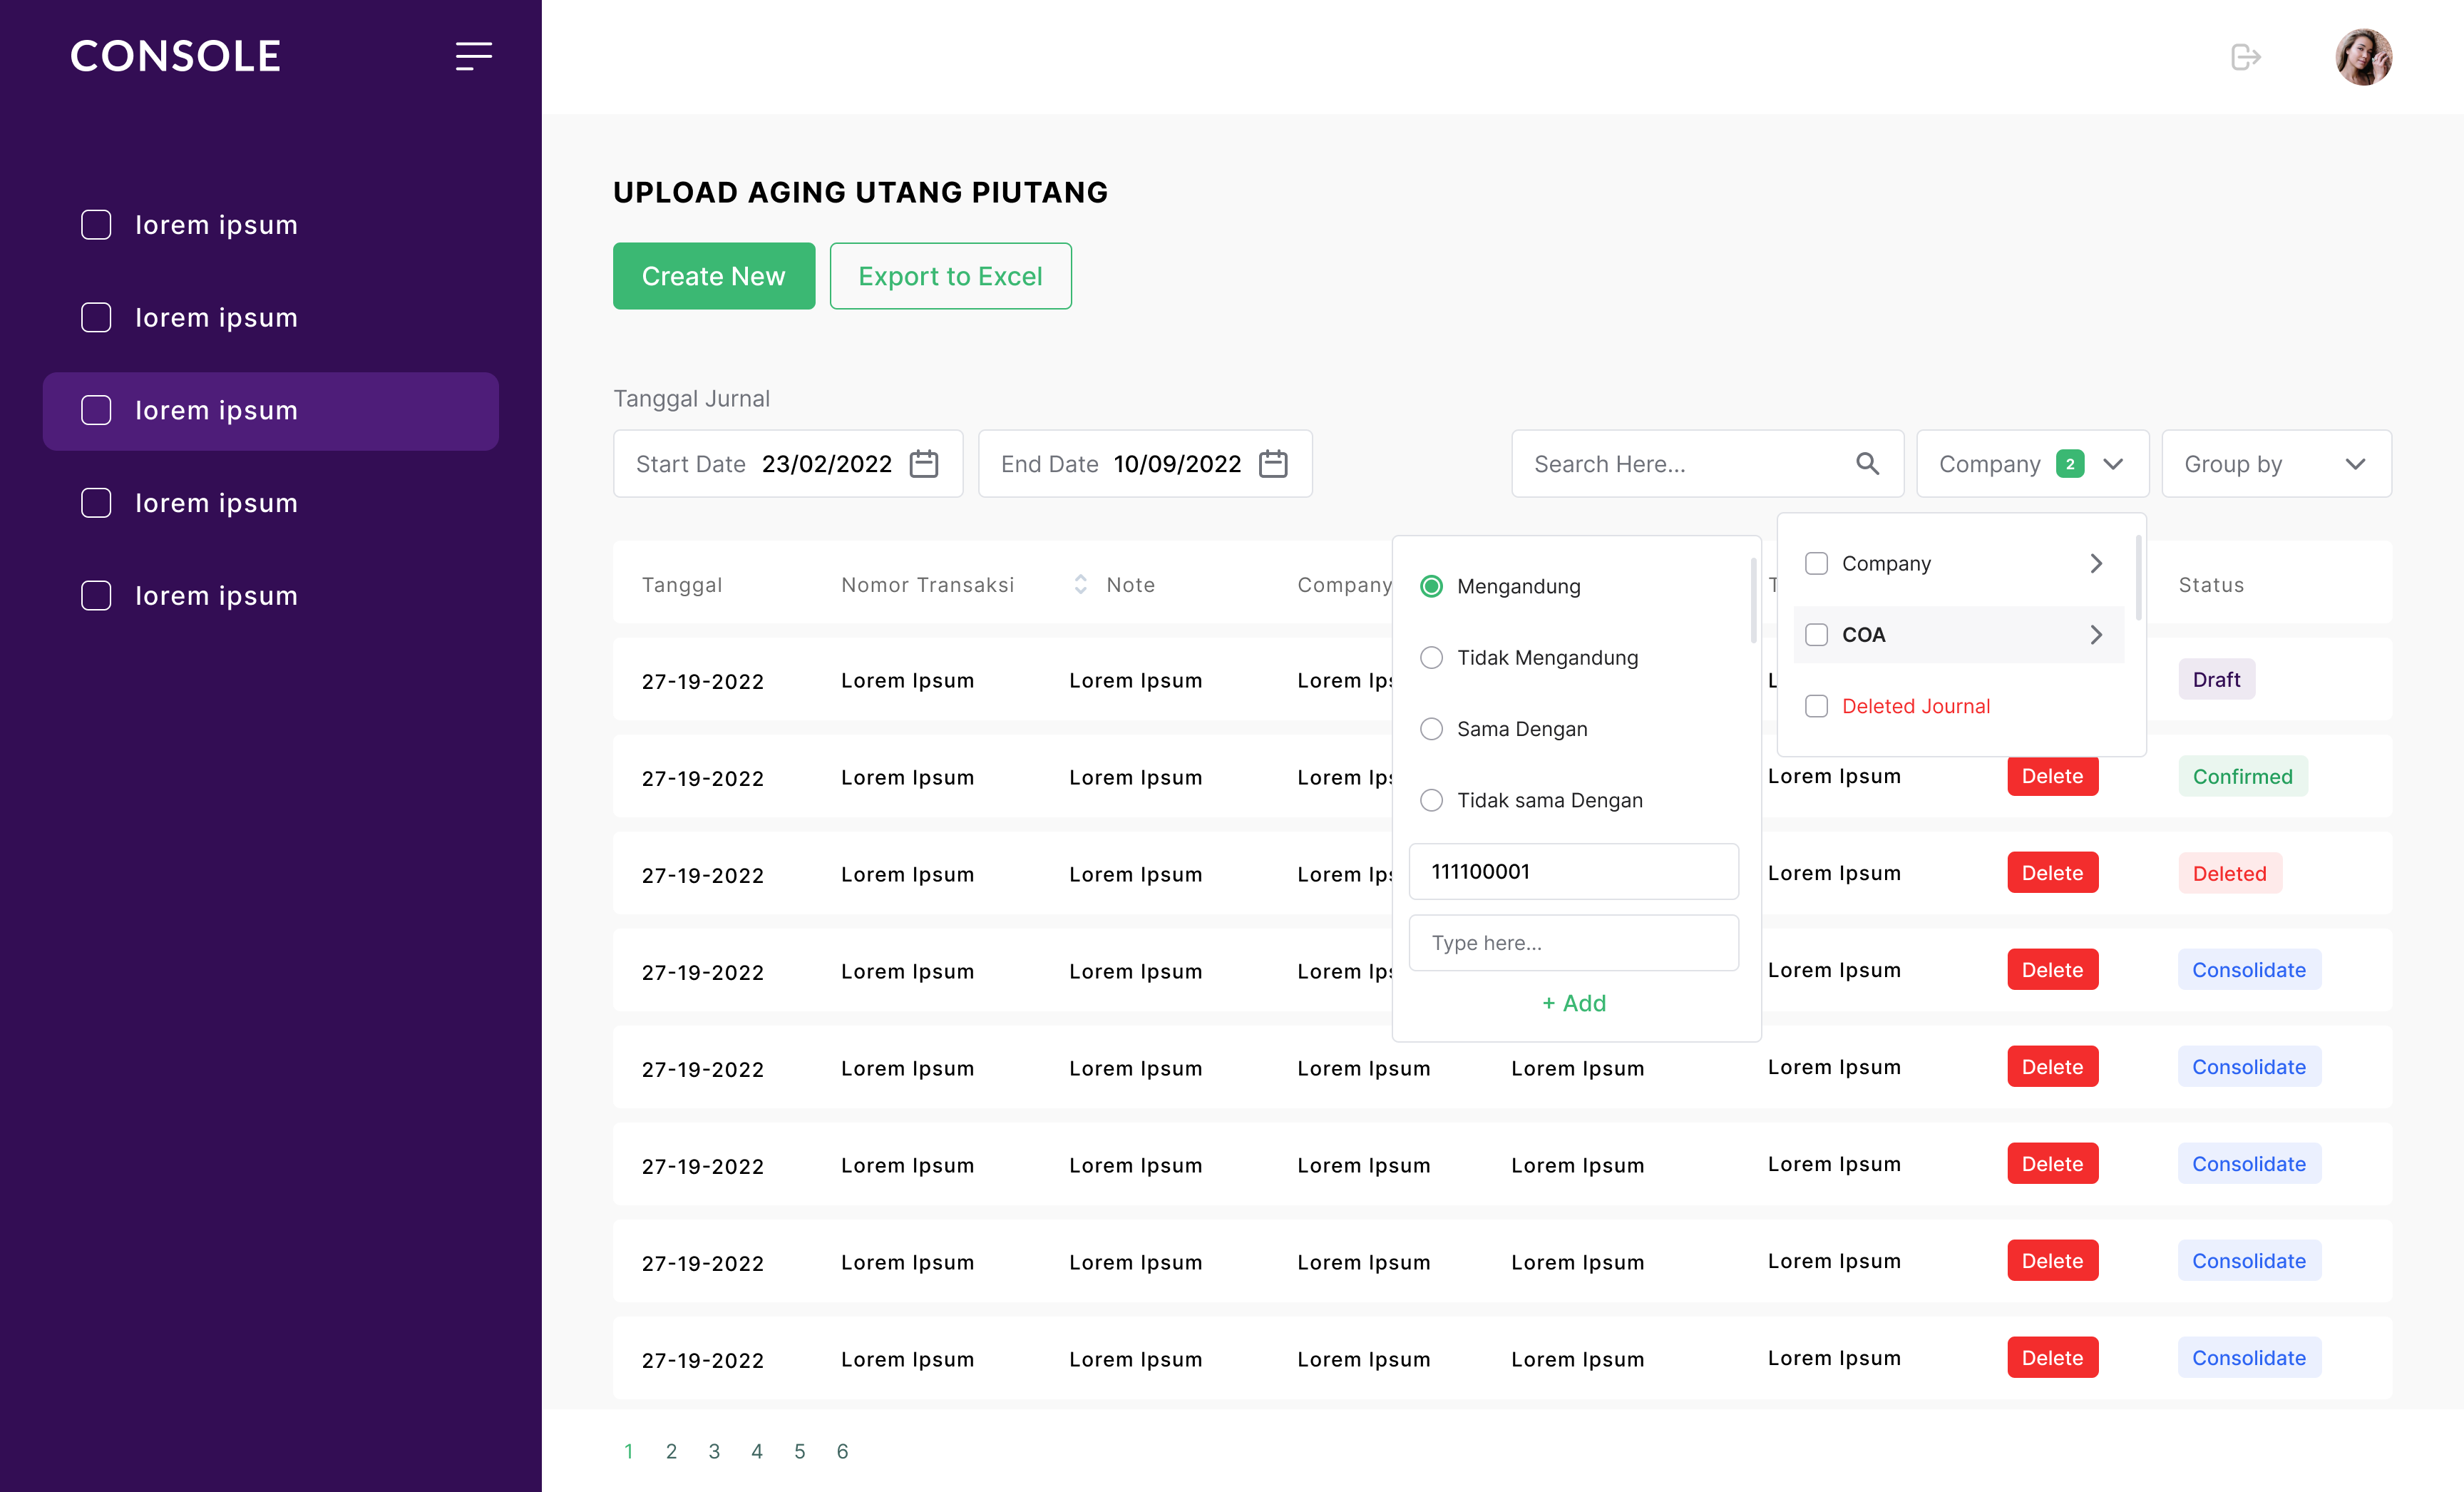 CONSOLE
lorem ipsum
lorem ipsum
lorem ipsum
lorem ipsum
lorem ipsum
UPLOAD AGING UTANG PIUTANG
Create New
Export to Excel
Tanggal Jurnal
Start Date 23/02/2022
End Date 10/09/2022
Search Here...
Company 2
Group by
Company
COA
Deleted Journal
Mengandung
Tidak Mengandung
Sama Dengan
Tidak sama Dengan
111100001
Type here...
+ Add
Tanggal Nomor Transaksi Note Company Status
27-19-2022 Lorem Ipsum Lorem Ipsum Lorem Draft
27-19-2022 Lorem Ipsum Lorem Ipsum Lorem Lorem Ipsum Delete Confirmed
27-19-2022 Lorem Ipsum Lorem Ipsum Lorem Lorem Ipsum Delete Deleted
27-19-2022 Lorem Ipsum Lorem Ipsum Lorem Lorem Ipsum Delete Consolidate
27-19-2022 Lorem Ipsum Lorem Ipsum Lorem Ipsum Lorem Ipsum Lorem Ipsum Delete Consolidate
27-19-2022 Lorem Ipsum Lorem Ipsum Lorem Ipsum Lorem Ipsum Lorem Ipsum Delete Consolidate
27-19-2022 Lorem Ipsum Lorem Ipsum Lorem Ipsum Lorem Ipsum Lorem Ipsum Delete Consolidate
27-19-2022 Lorem Ipsum Lorem Ipsum Lorem Ipsum Lorem Ipsum Lorem Ipsum Delete Consolidate
1 2 3 4 5 6